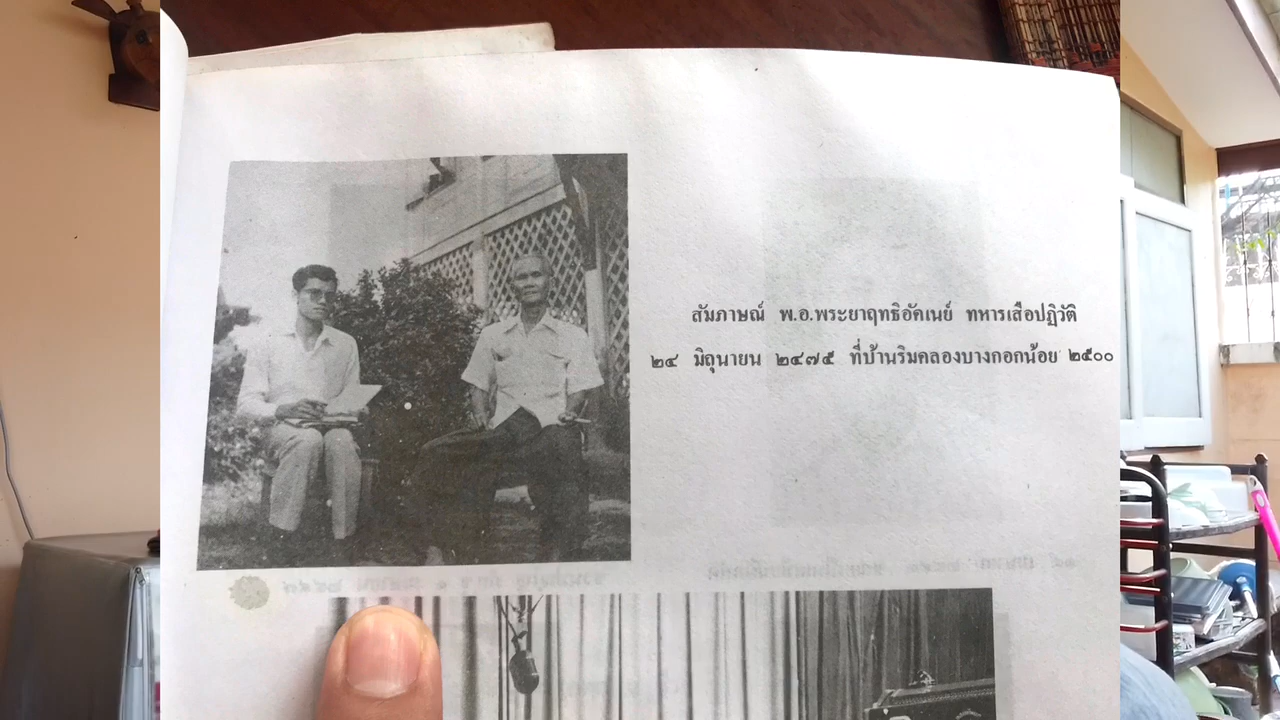 สัมภาษณ์ พ.อ.พระยาฤทธิอัคเนย์ ทหารเสือปฏิวัติ
๒๔ มิถุนายน ๒๔๗๕ ที่บ้านริมคลองบางกอกน้อย ๒๕๐๐